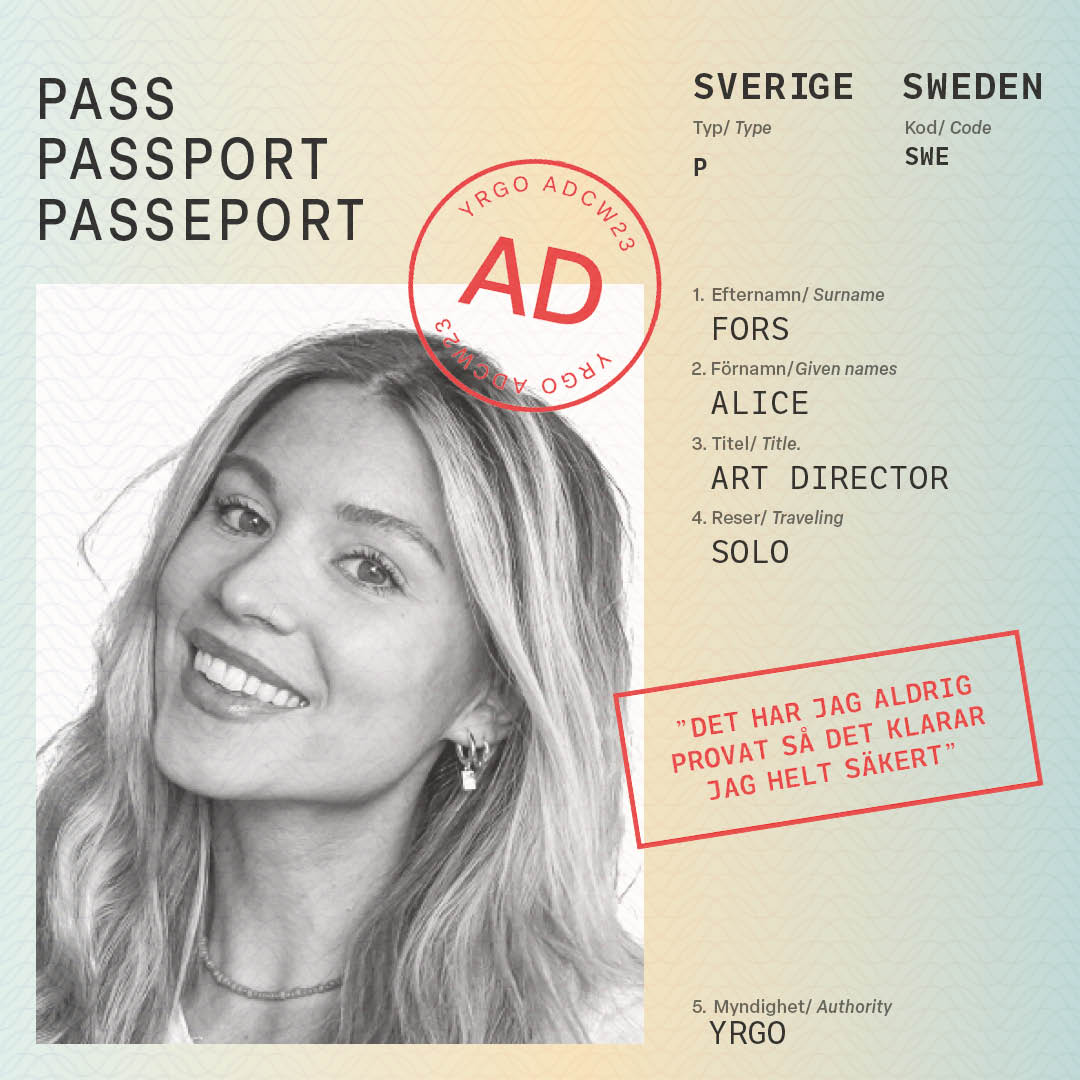 PASS
PASSPORT
PASSEPORT
SVERIGE SWEDEN
Typ/ Type Kod/ Code
P SWE
YRGO ADCW23
AD
YRGO ADCW23
1. Efternamn/ Surname
FORS
2. Förnamn/Given names
ALICE
3. Titel/ Title.
ART DIRECTOR
4. Reser/ Traveling
SOLO
”DET HAR JAG ALDRIG
PROVAT SÅ DET KLARAR
JAG HELT SÄKERT”
5. Myndighet/ Authority
YRGO